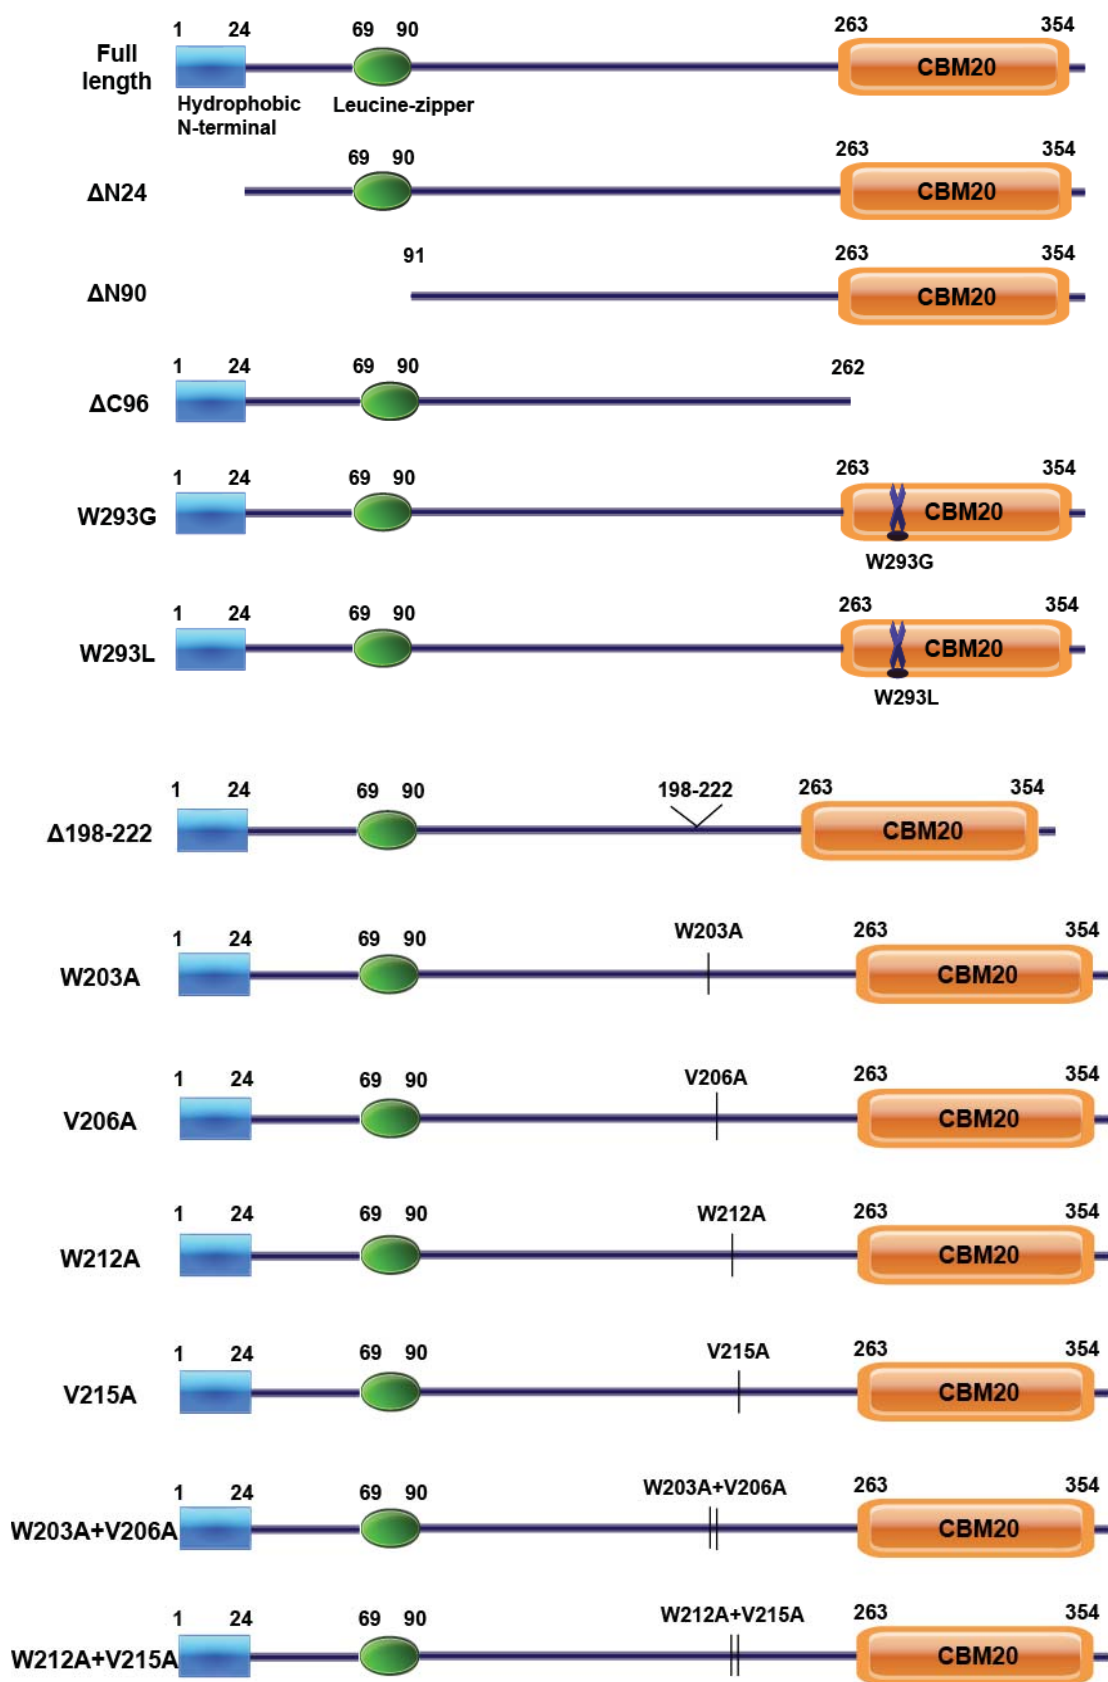 1 24 69 90 263 354
Full
length
CBM20
Hydrophobic
N-terminal
Leucine-zipper
69 90 263 354
ΔN24
CBM20
91 263 354
ΔN90
CBM20
1 24 69 90 262
ΔC96
1 24 69 90 263 354
W293G
CBM20
W293G
1 24 69 90 263 354
W293L
CBM20
W293L
1 24 69 90 198-222 263 354
Δ198-222
CBM20
1 24 69 90 W203A 263 354
W203A
CBM20
1 24 69 90 V206A 263 354
V206A
CBM20
1 24 69 90 W212A 263 354
W212A
CBM20
1 24 69 90 V215A 263 354
V215A
CBM20
1 24 69 90 W203A+V206A 263 354
W203A+V206A
CBM20
1 24 69 90 W212A+V215A 263 354
W212A+V215A
CBM20